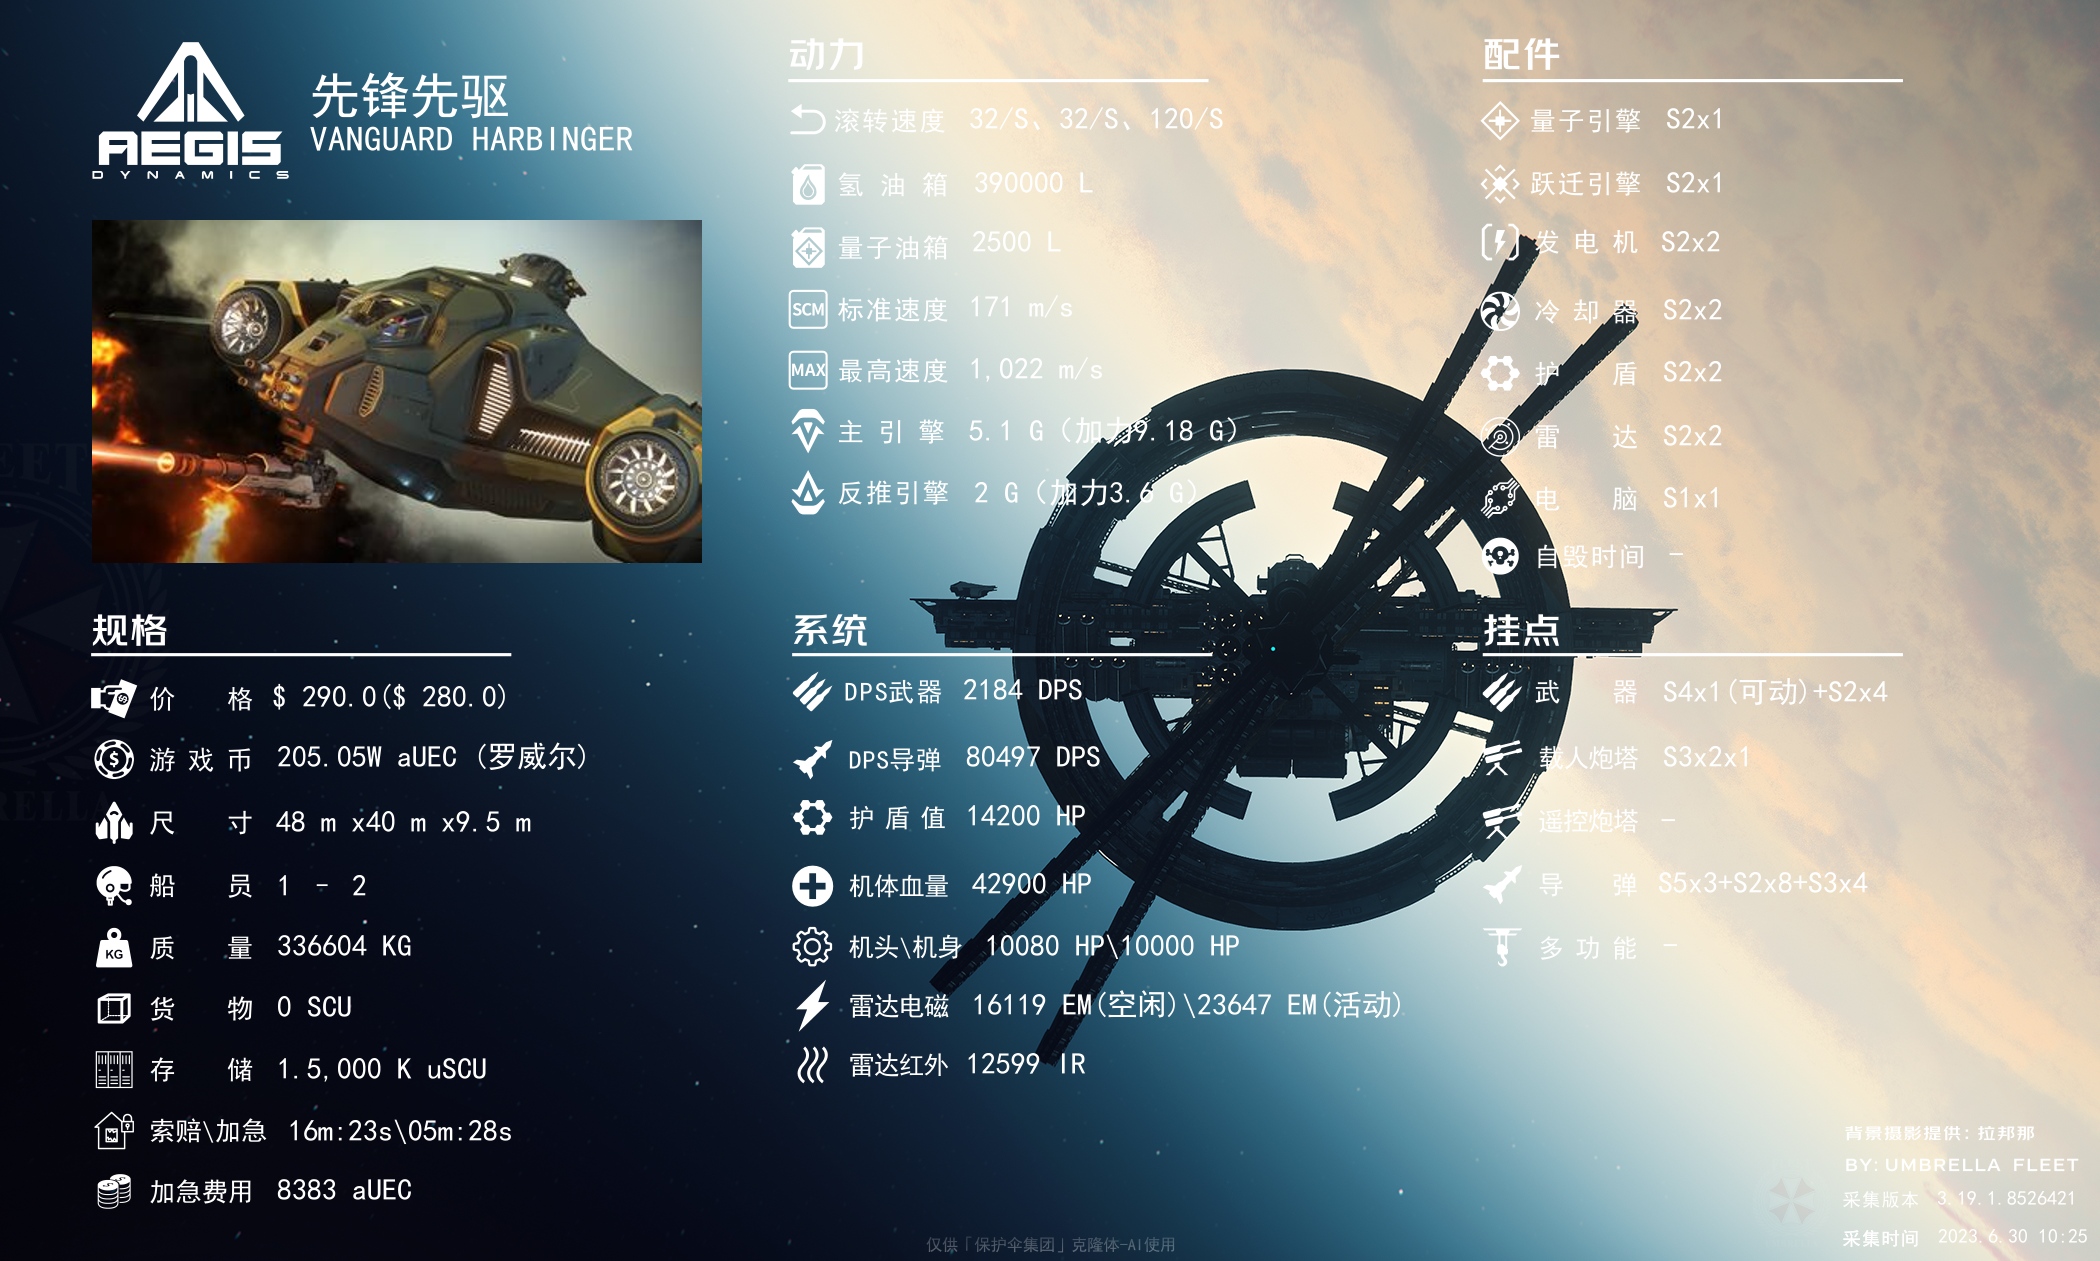 AEGIS
DYNAMICS
先锋先驱
VANGUARD HARBINGER
规格
价格 $ 290.0($ 280.0)
游戏币 205.05W aUEC (罗威尔)
尺寸 48 m x40 m x9.5 m
船员 1 - 2
KG 质量 336604 KG
货物 0 SCU
存储 1.5,000 K uSCU
索赔\加急 16m:23s\05m:28s
加急费用 8383 aUEC
动力
滚转速度 32/S、32/S、120/S
氢油箱 390000 L
量子油箱 2500 L
SCM 标准速度 171 m/s
MAX 最高速度 1,022 m/s
主引擎 5.1 G（加力9.18 G）
反推引擎 2 G（加力3.6 G）
系统
DPS武器 2184 DPS
DPS导弹 80497 DPS
护盾值 14200 HP
机体血量 42900 HP
机头\机身 10080 HP\10000 HP
雷达电磁 16119 EM(空闲)\23647 EM(活动)
雷达红外 12599 IR
配件
量子引擎 S2x1
跃迁引擎 S2x1
发电机 S2x2
冷却器 S2x2
护盾 S2x2
雷达 S2x2
电脑 S1x1
自毁时间 -
挂点
武器 S4x1(可动)+S2x4
载人炮塔 S3x2x1
遥控炮塔 -
导弹 S5x3+S2x8+S3x4
多功能 -
背景摄影提供: 拉邦那
BY: UMBRELLA FLEET
采集版本 3.19.1.8526421
采集时间 2023.6.30 10:25
仅供「保护伞集团」克隆体-AI使用